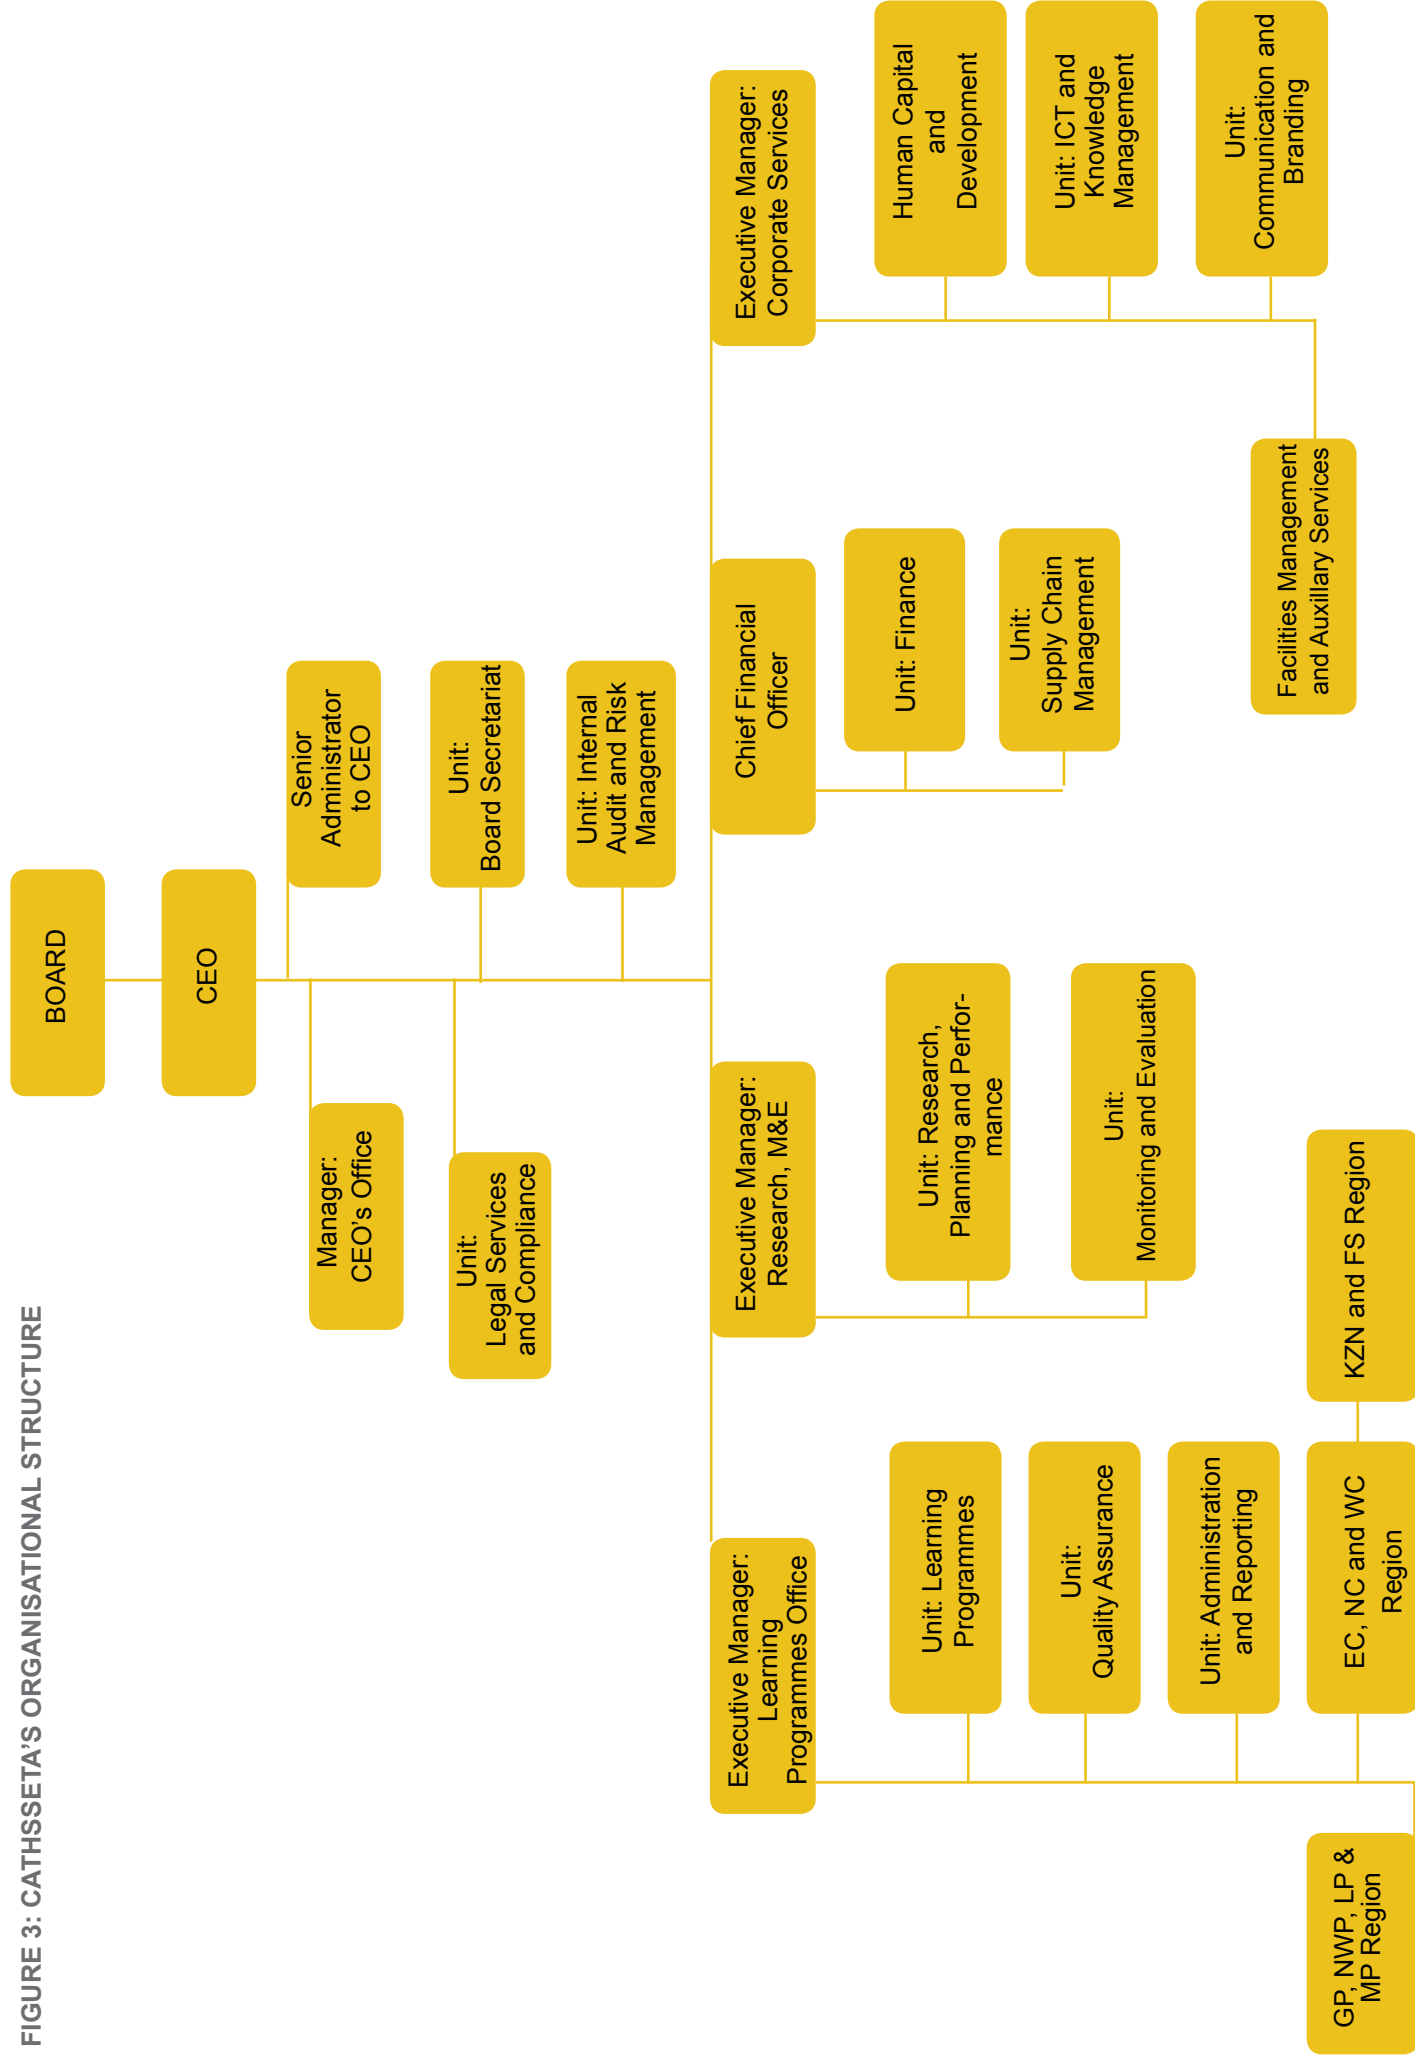 FIGURE 3: CATHSSETA'S ORGANISATIONAL STRUCTURE
BOARD
CEO
Senior
Administrator
to CEO
Manager:
CEO's Office
Unit:
Board Secretariat
Unit:
Legal Services
and Compliance
Unit: Internal
Audit and Risk
Management
Executive Manager:
Learning
Programmes Office
Executive Manager:
Research, M&E
Chief Financial
Officer
Executive Manager:
Corporate Services
Unit: Learning
Programmes
Unit:
Quality Assurance
Unit: Administration
and Reporting
EC, NC and WC
Region
KZN and FS Region
GP, NWP, LP &
MP Region
Unit: Research,
Planning and Perfor-
mance
Unit:
Monitoring and Evaluation
Unit: Finance
Unit:
Supply Chain
Management
Human Capital
and
Development
Unit: ICT and
Knowledge
Management
Unit:
Communication and
Branding
Facilities Management
and Auxillary Services